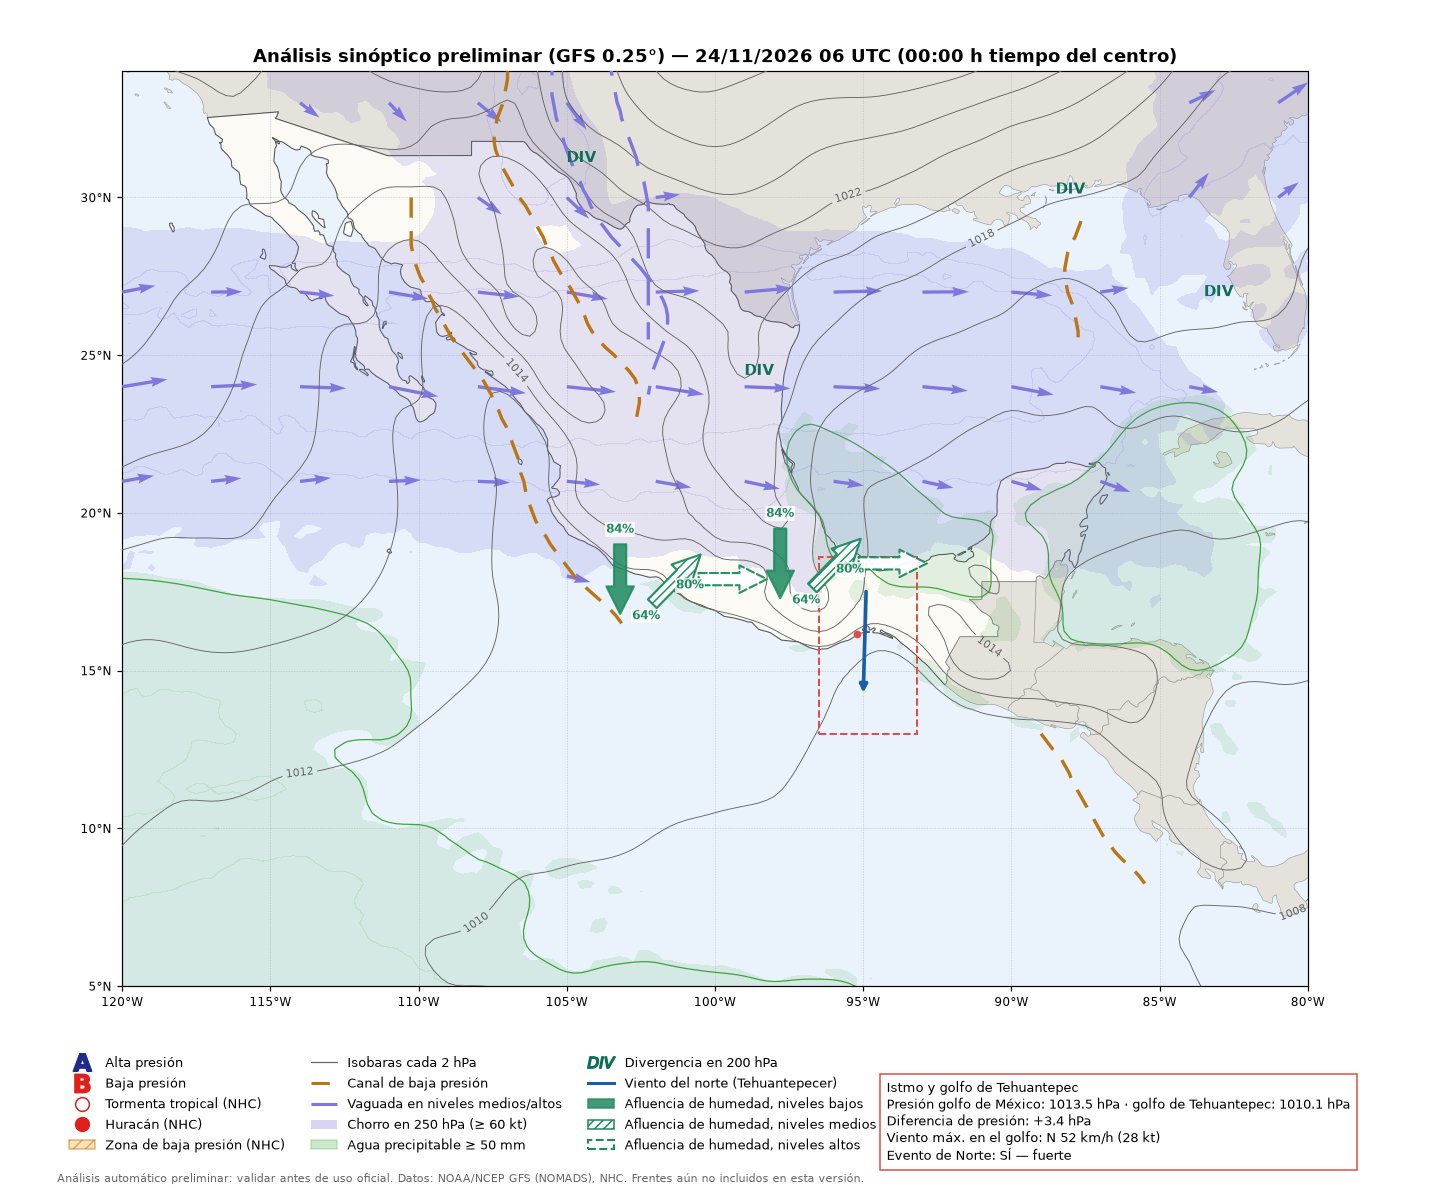 Análisis sinóptico preliminar (GFS 0.25°) — 24/11/2026 06 UTC (00:00 h tiempo del centro)
DIV
30°N
DIV
1022
1018
DIV
25°N
1014
DIV
20°N
84%
84%
80%
80%
64%
64%
1014
15°N
1012
10°N
1010
1008
5°N
120°W
115°W
110°W
105°W
100°W
95°W
90°W
85°W
80°W
A Alta presión
B Baja presión
Tormenta tropical (NHC)
Huracán (NHC)
Zona de baja presión (NHC)
Isobaras cada 2 hPa
Canal de baja presión
Vaguada en niveles medios/altos
Chorro en 250 hPa (≥ 60 kt)
Agua precipitable ≥ 50 mm
DIV Divergencia en 200 hPa
Viento del norte (Tehuantepecer)
Afluencia de humedad, niveles bajos
Afluencia de humedad, niveles medios
Afluencia de humedad, niveles altos
Istmo y golfo de Tehuantepec
Presión golfo de México: 1013.5 hPa · golfo de Tehuantepec: 1010.1 hPa
Diferencia de presión: +3.4 hPa
Viento máx. en el golfo: N 52 km/h (28 kt)
Evento de Norte: SÍ — fuerte
Análisis automático preliminar: validar antes de uso oficial. Datos: NOAA/NCEP GFS (NOMADS), NHC. Frentes aún no incluidos en esta versión.